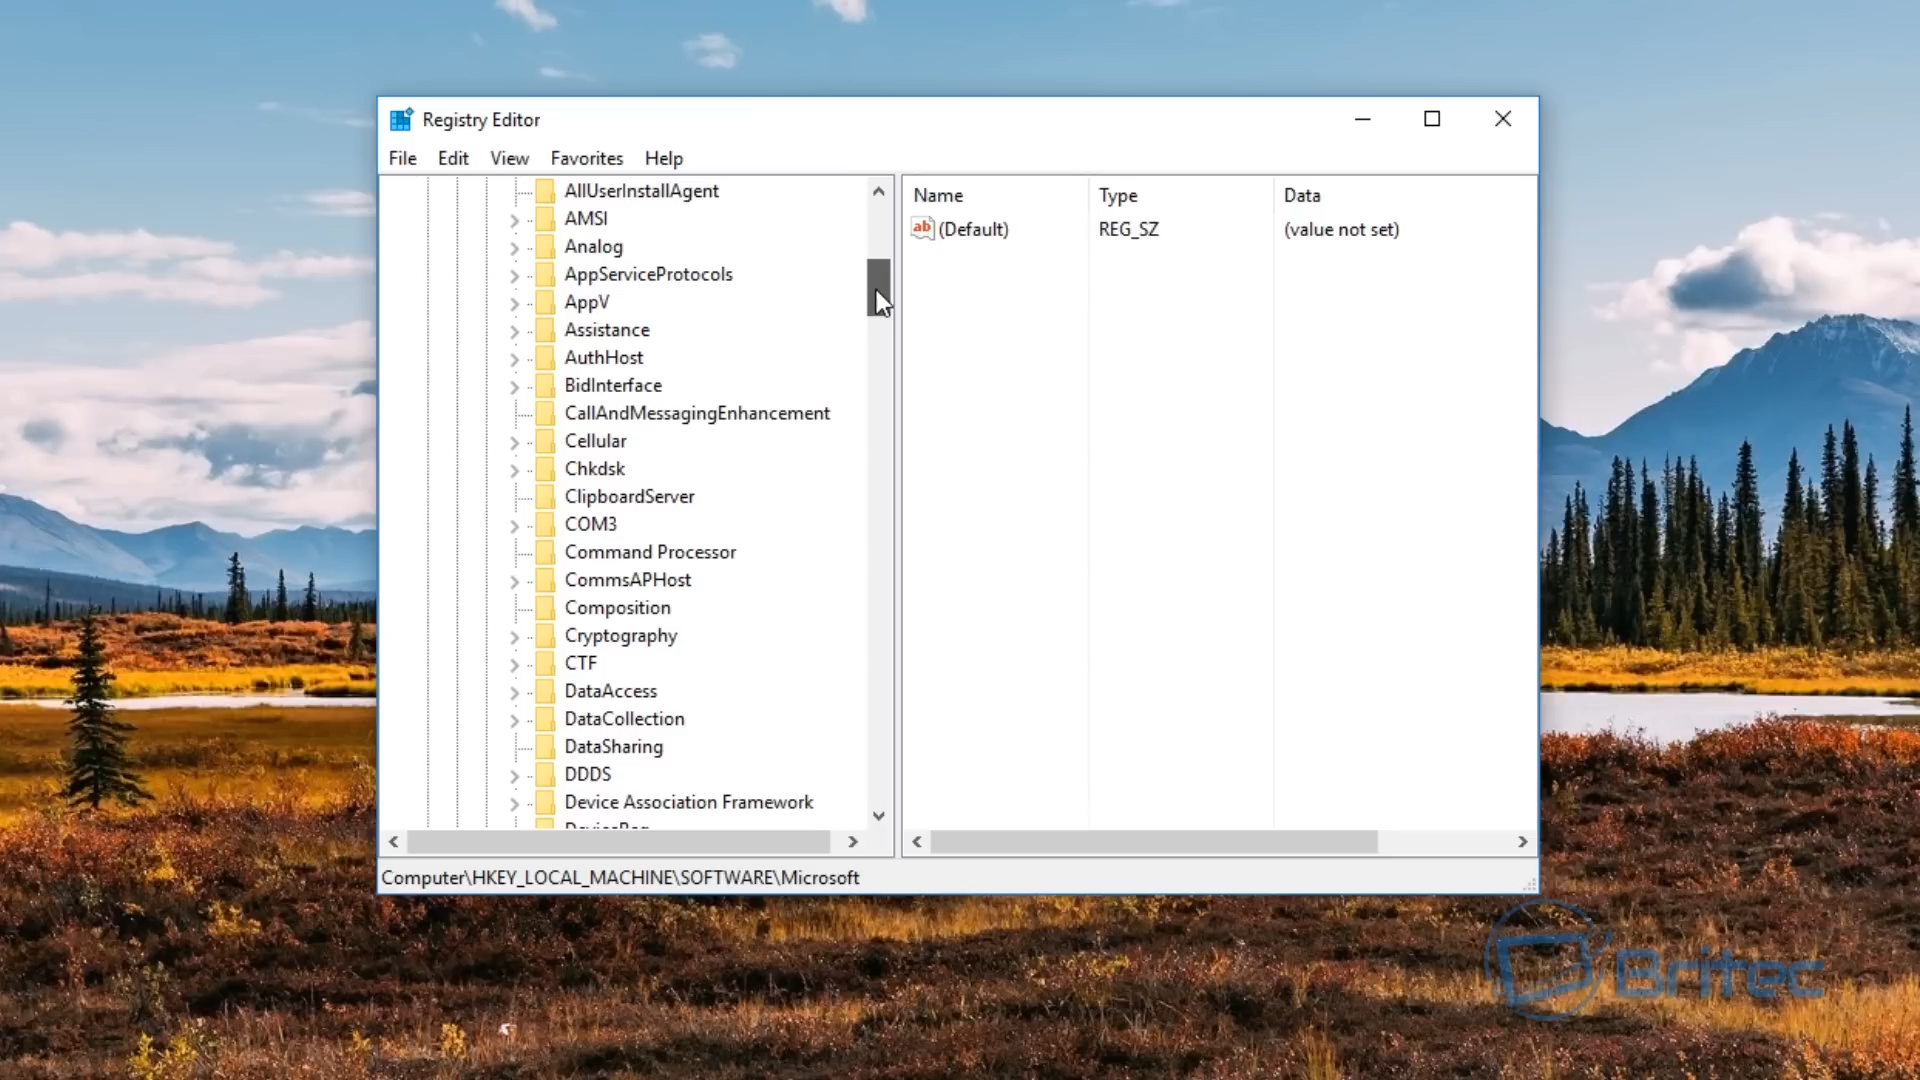 Registry Editor
File Edit View Favorites Help
AllUserInstallAgent
AMSI
Analog
AppServiceProtocols
AppV
Assistance
AuthHost
BidInterface
CallAndMessagingEnhancement
Cellular
Chkdsk
ClipboardServer
COM3
Command Processor
CommsAPHost
Composition
Cryptography
CTF
DataAccess
DataCollection
DataSharing
DDDS
Device Association Framework
Name Type Data
ab (Default) REG_SZ (value not set)
Computer\HKEY_LOCAL_MACHINE\SOFTWARE\Microsoft
Britec